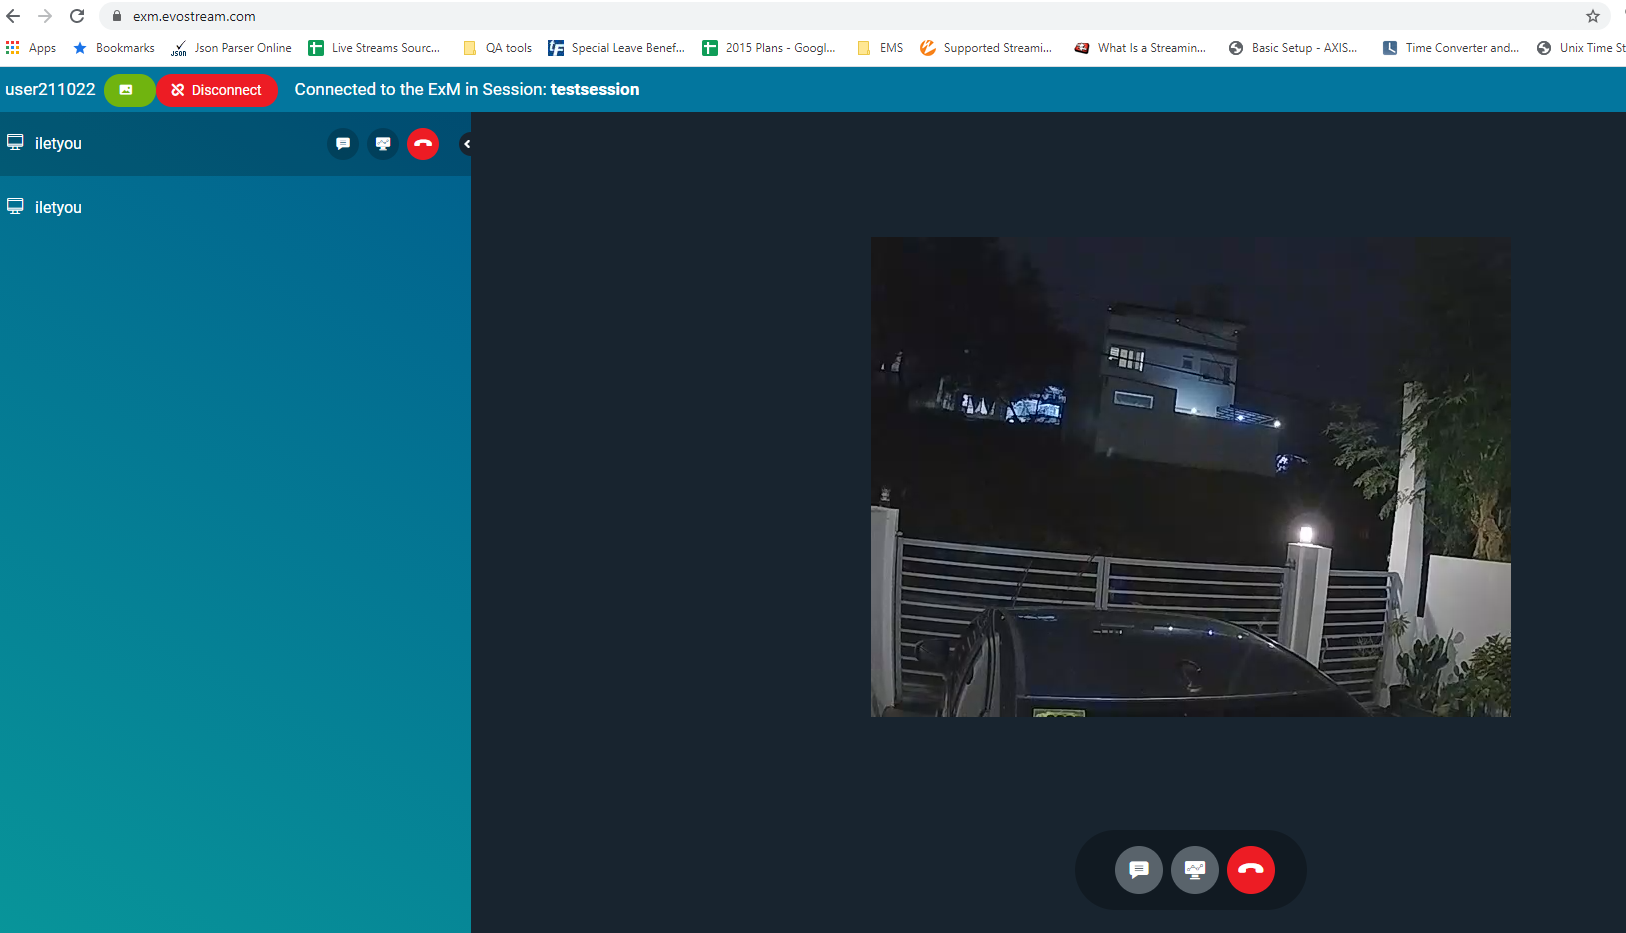 exm.evostream.com
Apps Bookmarks JSON Json Parser Online Live Streams Sourc... QA tools tF Special Leave Benef... 2015 Plans - Googl... EMS Supported Streami... What Is a Streamin... Basic Setup - AXIS... L Time Converter and... Unix Time St
user211022 Disconnect Connected to the ExM in Session: testsession
iletyou
iletyou